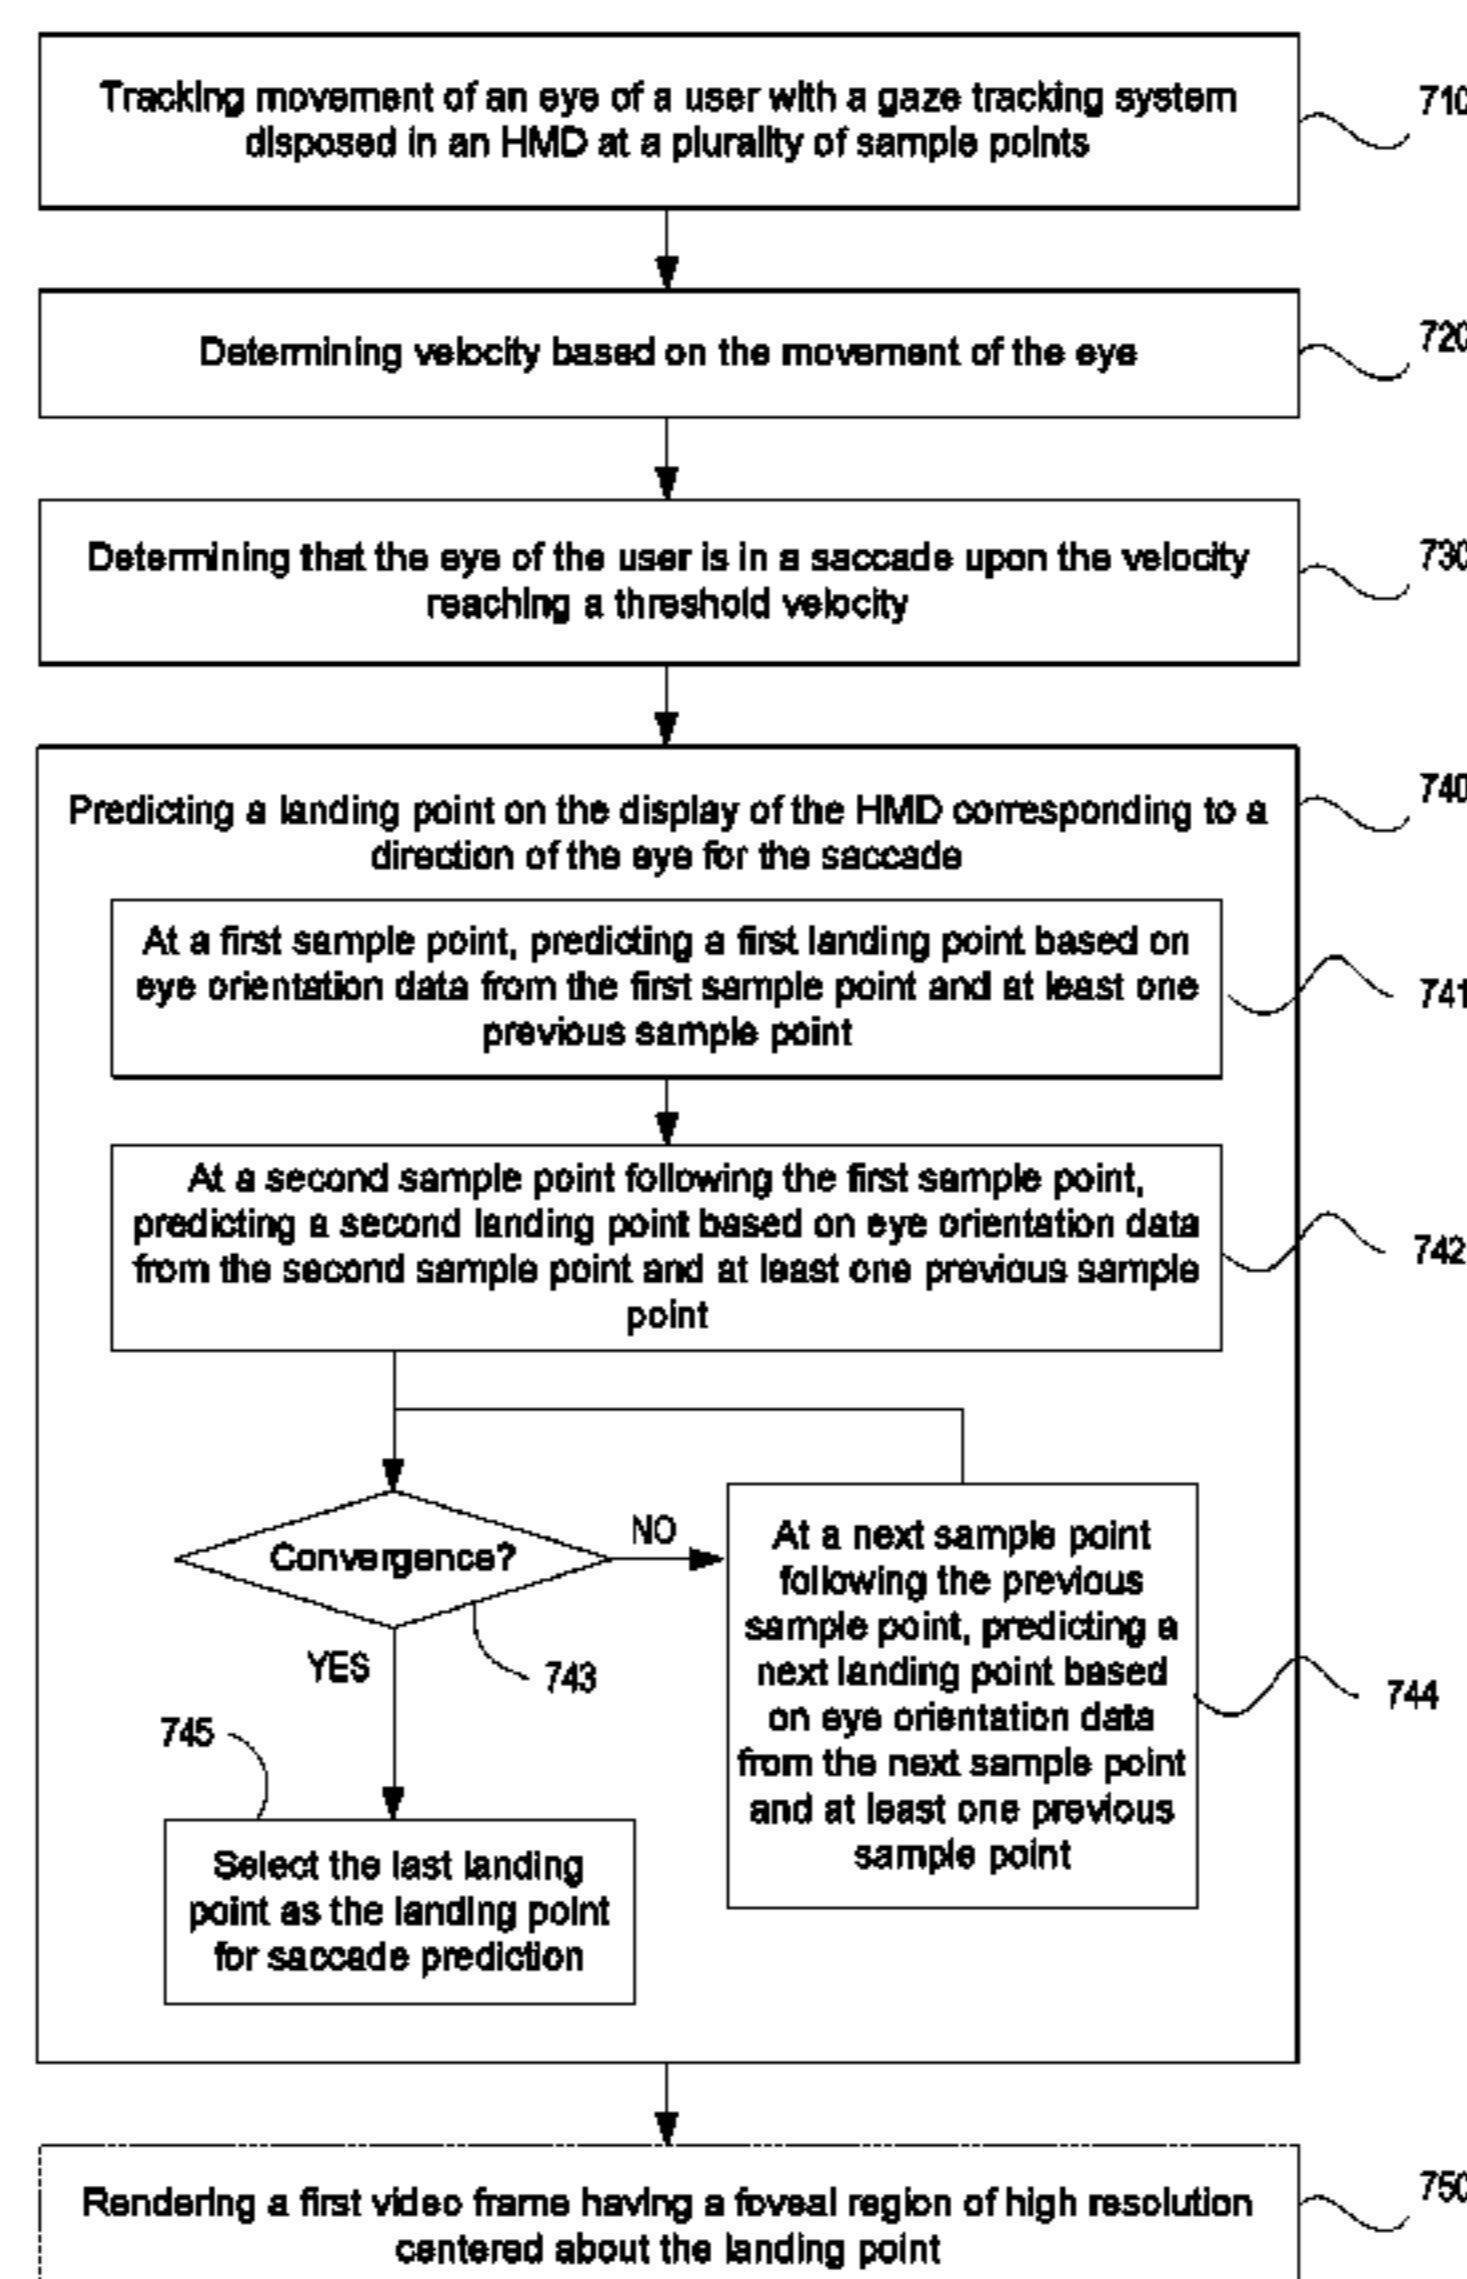 Tracking movement of an eye of a user with a gaze tracking system
disposed in an HMD at a plurality of sample points
710
Determining velocity based on the movement of the eye
720
Determining that the eye of the user is in a saccade upon the velocity
reaching a threshold velocity
730
Predicting a landing point on the display of the HMD corresponding to a
direction of the eye for the saccade
740
At a first sample point, predicting a first landing point based on
eye orientation data from the first sample point and at least one
previous sample point
741
At a second sample point following the first sample point,
predicting a second landing point based on eye orientation data
from the second sample point and at least one previous sample
point
742
Convergence?
NO
YES
743
At a next sample point
following the previous
sample point, predicting a
next landing point based
on eye orientation data
from the next sample point
and at least one previous
sample point
744
745
Select the last landing
point as the landing point
for saccade prediction
Rendering a first video frame having a foveal region of high resolution
centered about the landing point
750